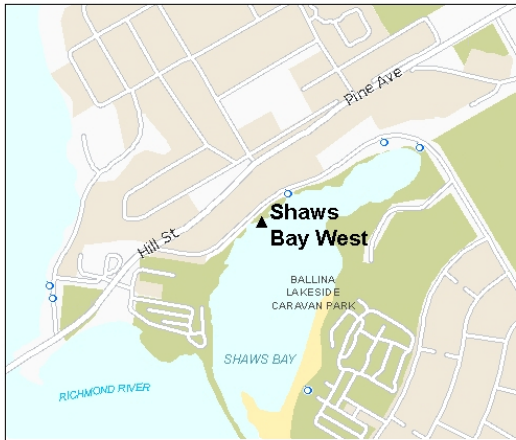 Pine Ave
Shaws
Bay West
Hill St
BALLINA
LAKESIDE
CARAVAN PARK
SHAWS BAY
RICHMOND RIVER